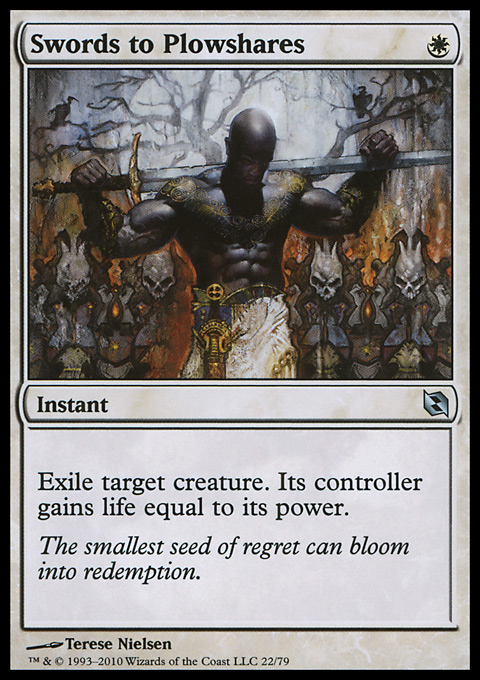 Swords to Plowshares
Instant
Exile target creature. Its controller
gains life equal to its power.
The smallest seed of regret can bloom
into redemption.
Terese Nielsen
™ & © 1993–2010 Wizards of the Coast LLC 22/79